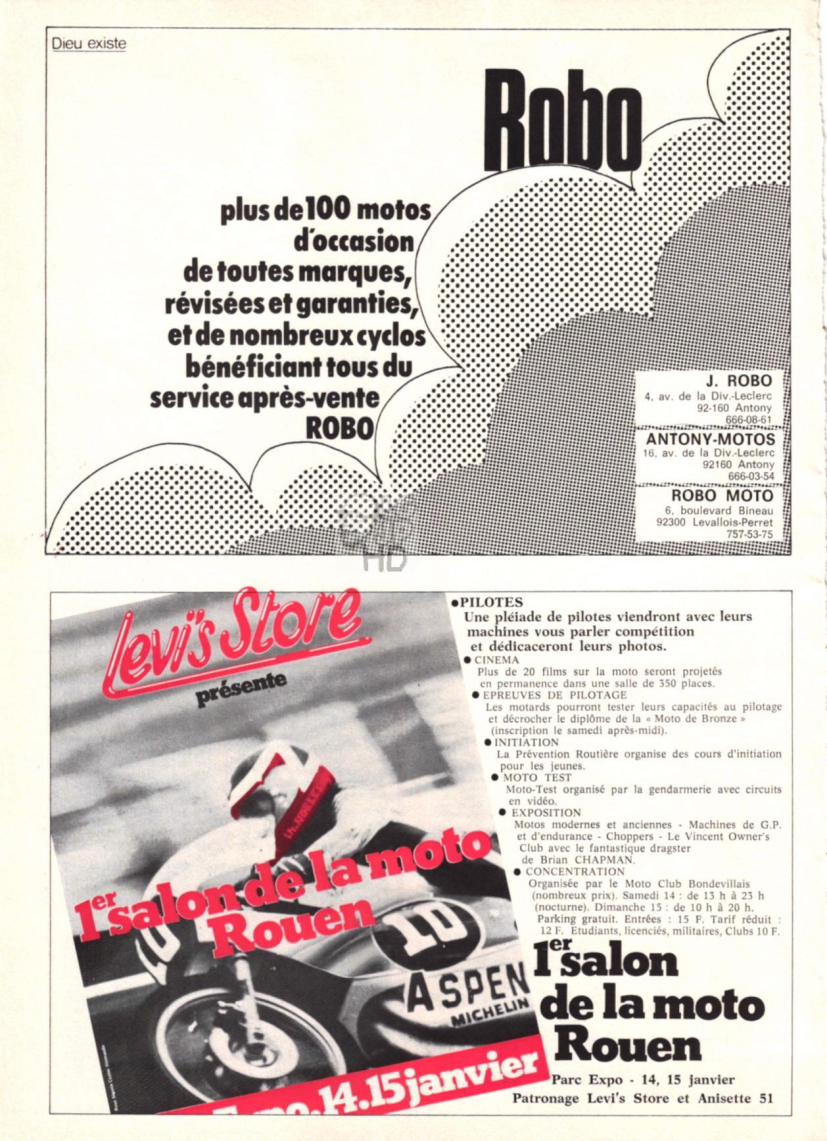 Dieu existe
Robo
plus de 100 motos
d'occasion
de toutes marques,
révisées et garanties,
et de nombreux cyclos
bénéficiant tous du
service après-vente
ROBO
J. ROBO
4, av. de la Div.-Leclerc
92-160 Antony
666-08-61
ANTONY-MOTOS
16, av. de la Div.-Leclerc
92160 Antony
666-03-54
ROBO MOTO
6, boulevard Bineau
92300 Levallois-Perret
757-53-75
HD
Levi's Store
présente
1er salon de la moto
Rouen
10
10
ASPEN
MICHELIN
14.15 janvier
●PILOTES
Une pléiade de pilotes viendront avec leurs
machines vous parler compétition
et dédicaceront leurs photos.
● CINEMA
Plus de 20 films sur la moto seront projetés
en permanence dans une salle de 350 places.
● EPREUVES DE PILOTAGE
Les motards pourront tester leurs capacités au pilotage
et décrocher le diplôme de la « Moto de Bronze »
(inscription le samedi après-midi).
● INITIATION
La Prévention Routière organise des cours d'initiation
pour les jeunes.
● MOTO TEST
Moto-Test organisé par la gendarmerie avec circuits
en vidéo.
● EXPOSITION
Motos modernes et anciennes - Machines de G.P.
et d'endurance - Choppers - Le Vincent Owner's
Club avec le fantastique dragster
de Brian CHAPMAN.
● CONCENTRATION
Organisée par le Moto Club Bondevillais
(nombreux prix). Samedi 14 : de 13 h à 23 h
(nocturne). Dimanche 15 : de 10 h à 20 h.
Parking gratuit. Entrées : 15 F. Tarif réduit :
12 F. Etudiants, licenciés, militaires, Clubs 10 F.
1er salon
de la moto
Rouen
Parc Expo - 14, 15 janvier
Patronage Levi's Store et Anisette 51